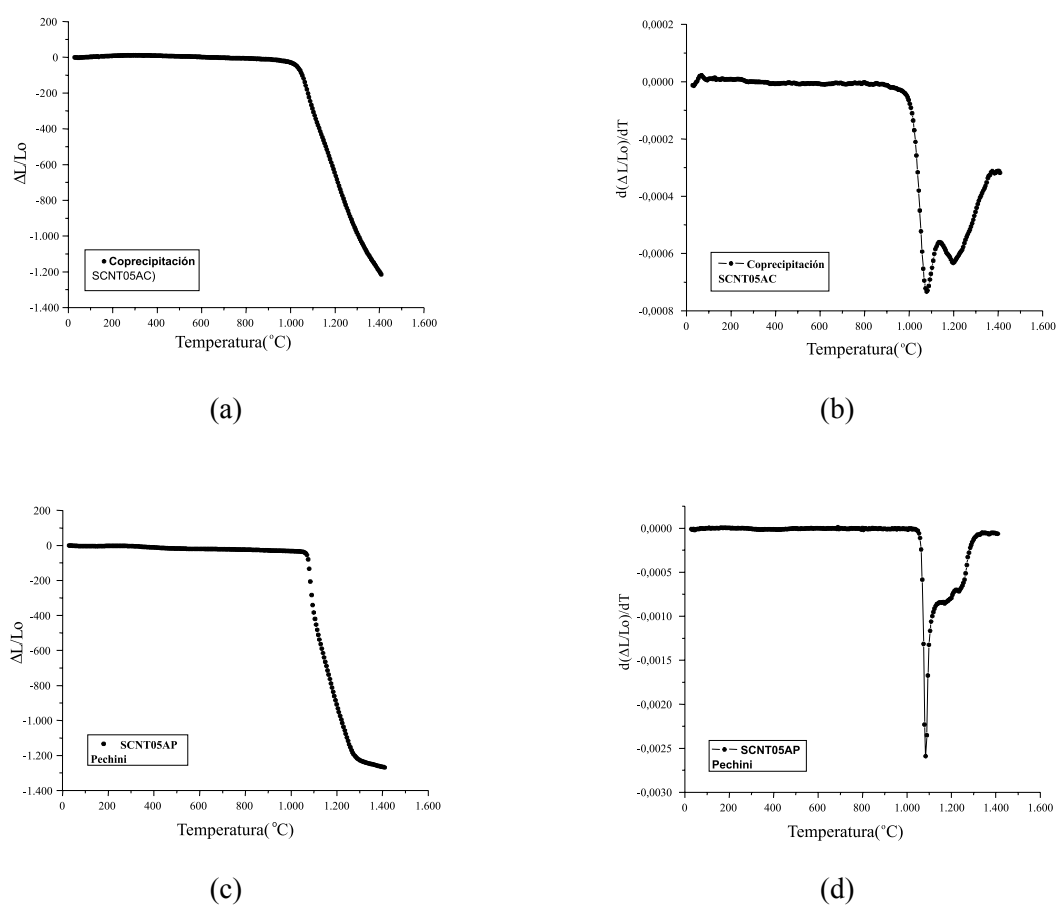 200
0
-200
-400
-600
-800
-1.000
-1.200
-1.400
ΔL/Lo
Coprecipitación
SCNT05AC)
0 200 400 600 800 1.000 1.200 1.400 1.600
Temperatura(°C)
(a)
0,0002
0,0000
-0,0002
-0,0004
-0,0006
-0,0008
d(ΔL/Lo)/dT
Coprecipitación
SCNT05AC
0 200 400 600 800 1.000 1.200 1.400 1.600
Temperatura(°C)
(b)
200
0
-200
-400
-600
-800
-1.000
-1.200
-1.400
ΔL/Lo
SCNT05AP
Pechini
0 200 400 600 800 1.000 1.200 1.400 1.600
Temperatura(°C)
(c)
0,0000
-0,0005
-0,0010
-0,0015
-0,0020
-0,0025
-0,0030
d(ΔL/Lo)/dT
SCNT05AP
Pechini
0 200 400 600 800 1.000 1.200 1.400 1.600
Temperatura(°C)
(d)